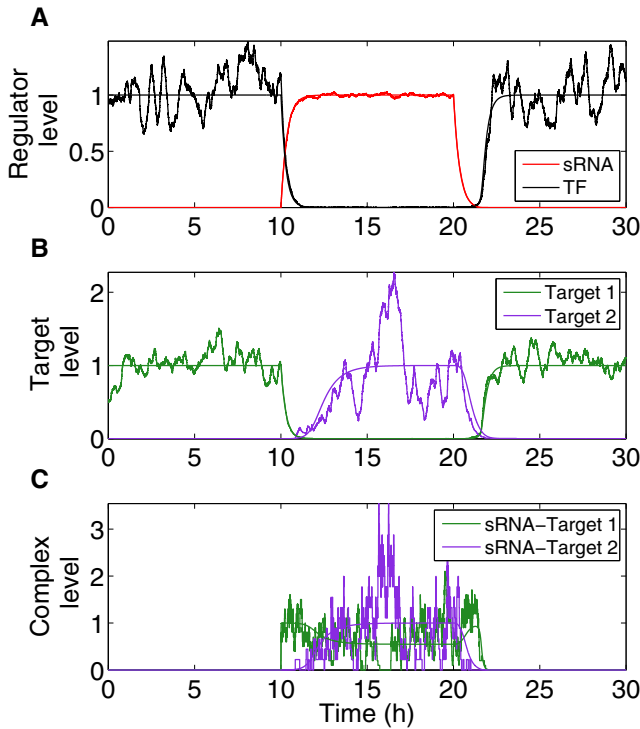 A
Regulator
level
1
0.5
0
0
5
10
15
20
25
30
sRNA
TF
B
Target
level
2
1
0
0
5
10
15
20
25
30
Target 1
Target 2
C
Complex
level
3
2
1
0
0
5
10
15
20
25
30
sRNA−Target 1
sRNA−Target 2
Time (h)